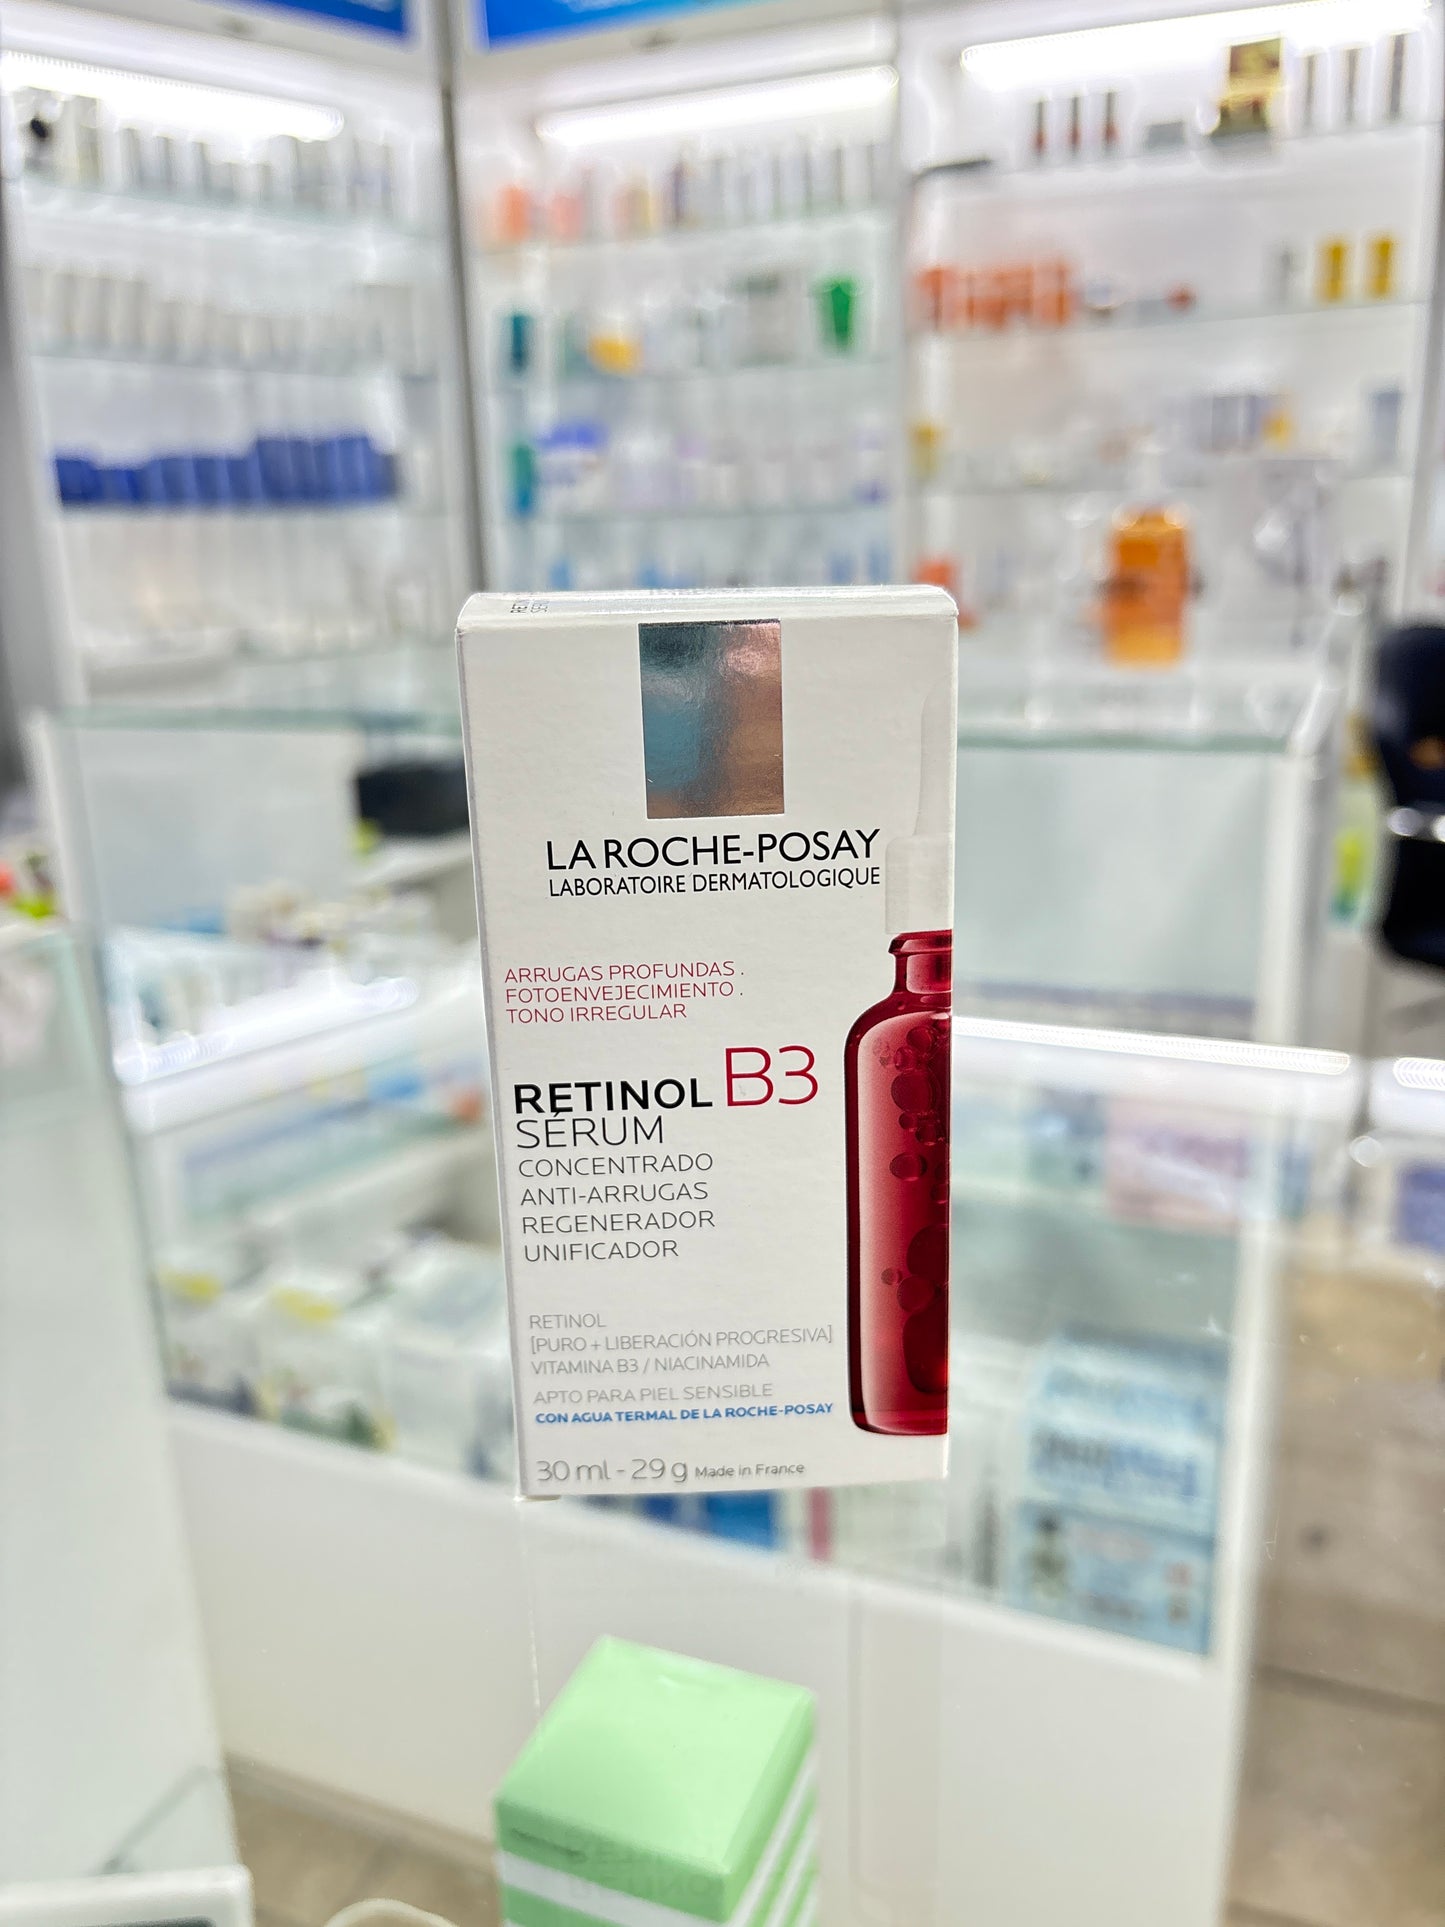 LA ROCHE-POSAY
LABORATOIRE DERMATOLOGIQUE
ARRUGAS PROFUNDAS .
FOTOENVEJECIMIENTO .
TONO IRREGULAR
RETINOL B3
SÉRUM
CONCENTRADO
ANTI-ARRUGAS
REGENERADOR
UNIFICADOR
RETINOL
[PURO + LIBERACIÓN PROGRESIVA]
VITAMINA B3 / NIACINAMIDA
APTO PARA PIEL SENSIBLE
CON AGUA TERMAL DE LA ROCHE-POSAY
30 ml - 29 g Made in France